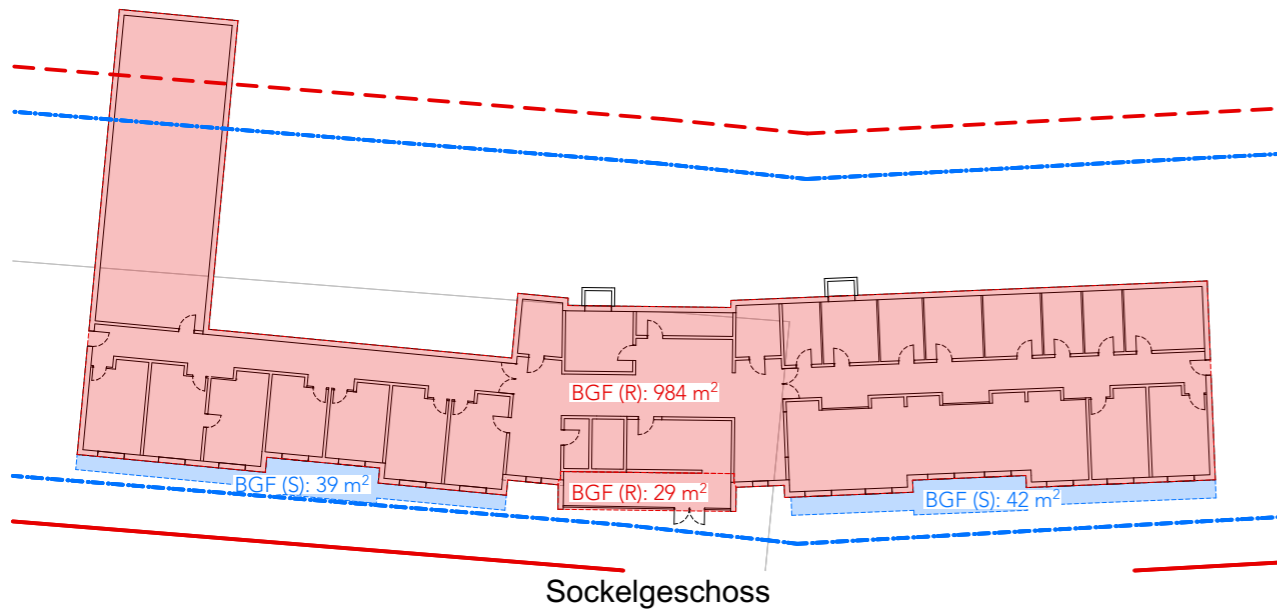 BGF (R): 984 m²
BGF (S): 39 m²
BGF (R): 29 m²
BGF (S): 42 m²
Sockelgeschoss